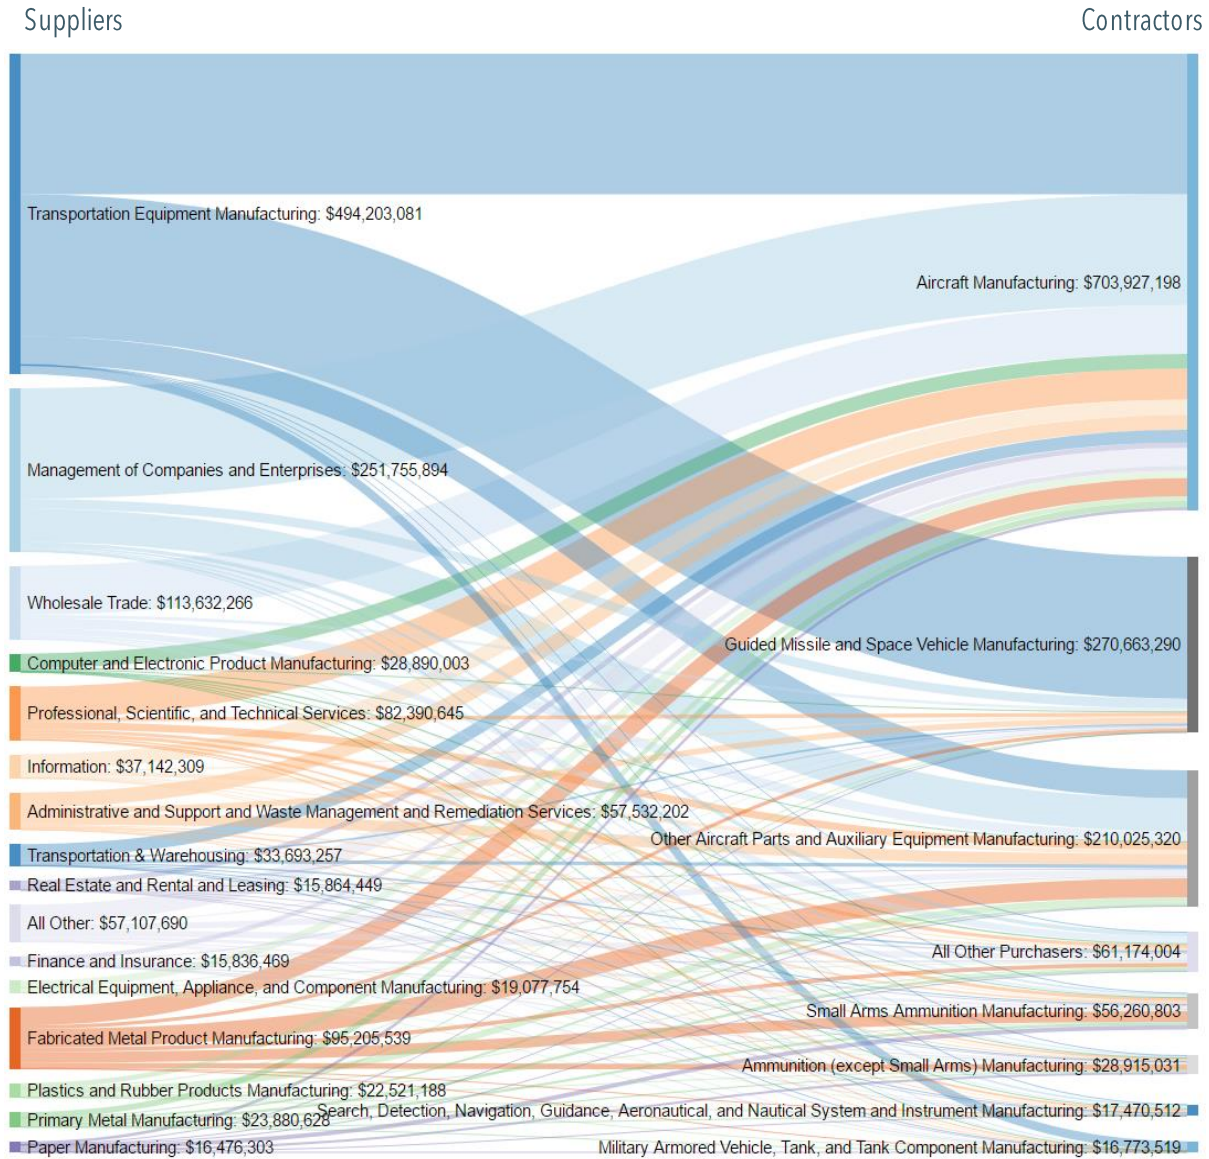 Suppliers
Contractors
Transportation Equipment Manufacturing: $494,203,081
Aircraft Manufacturing: $703,927,198
Management of Companies and Enterprises: $251,755,894
Wholesale Trade: $113,632,266
Guided Missile and Space Vehicle Manufacturing: $270,663,290
Computer and Electronic Product Manufacturing: $28,890,003
Professional, Scientific, and Technical Services: $82,390,645
Information: $37,142,309
Administrative and Support and Waste Management and Remediation Services: $57,532,202
Other Aircraft Parts and Auxiliary Equipment Manufacturing: $210,025,320
Transportation & Warehousing: $33,693,257
Real Estate and Rental and Leasing: $15,864,449
All Other: $57,107,690
All Other Purchasers: $61,174,004
Finance and Insurance: $15,836,469
Electrical Equipment, Appliance, and Component Manufacturing: $19,077,754
Small Arms Ammunition Manufacturing: $56,260,803
Fabricated Metal Product Manufacturing: $95,205,539
Ammunition (except Small Arms) Manufacturing: $28,915,031
Plastics and Rubber Products Manufacturing: $22,521,188
Search, Detection, Navigation, Guidance, Aeronautical, and Nautical System and Instrument Manufacturing: $17,470,512
Primary Metal Manufacturing: $23,880,628
Paper Manufacturing: $16,476,303
Military Armored Vehicle, Tank, and Tank Component Manufacturing: $16,773,519